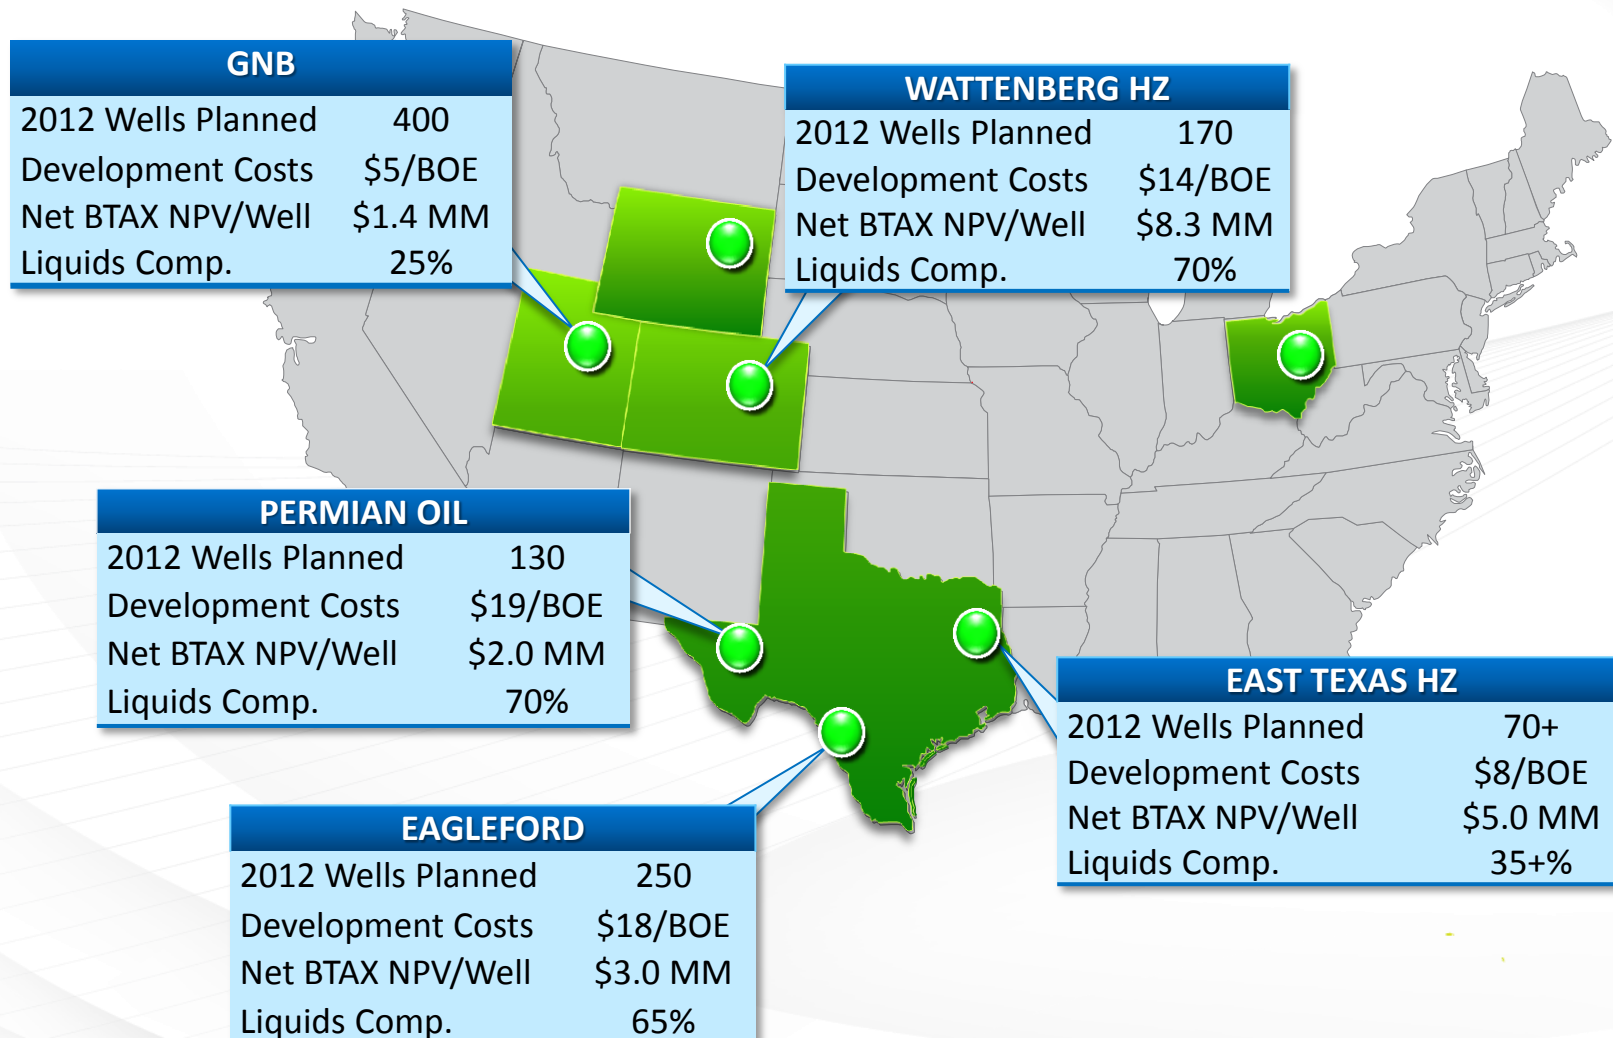 GNB
2012 Wells Planned 400
Development Costs $5/BOE
Net BTAX NPV/Well $1.4 MM
Liquids Comp. 25%
WATTENBERG HZ
2012 Wells Planned 170
Development Costs $14/BOE
Net BTAX NPV/Well $8.3 MM
Liquids Comp. 70%
PERMIAN OIL
2012 Wells Planned 130
Development Costs $19/BOE
Net BTAX NPV/Well $2.0 MM
Liquids Comp. 70%
EAST TEXAS HZ
2012 Wells Planned 70+
Development Costs $8/BOE
Net BTAX NPV/Well $5.0 MM
Liquids Comp. 35+%
EAGLEFORD
2012 Wells Planned 250
Development Costs $18/BOE
Net BTAX NPV/Well $3.0 MM
Liquids Comp. 65%